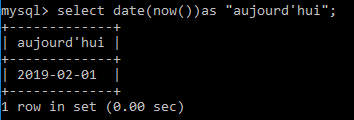 mysql> select date(now())as "aujourd'hui";
+-------------+
| aujourd'hui |
+-------------+
| 2019-02-01  |
+-------------+
1 row in set (0.00 sec)